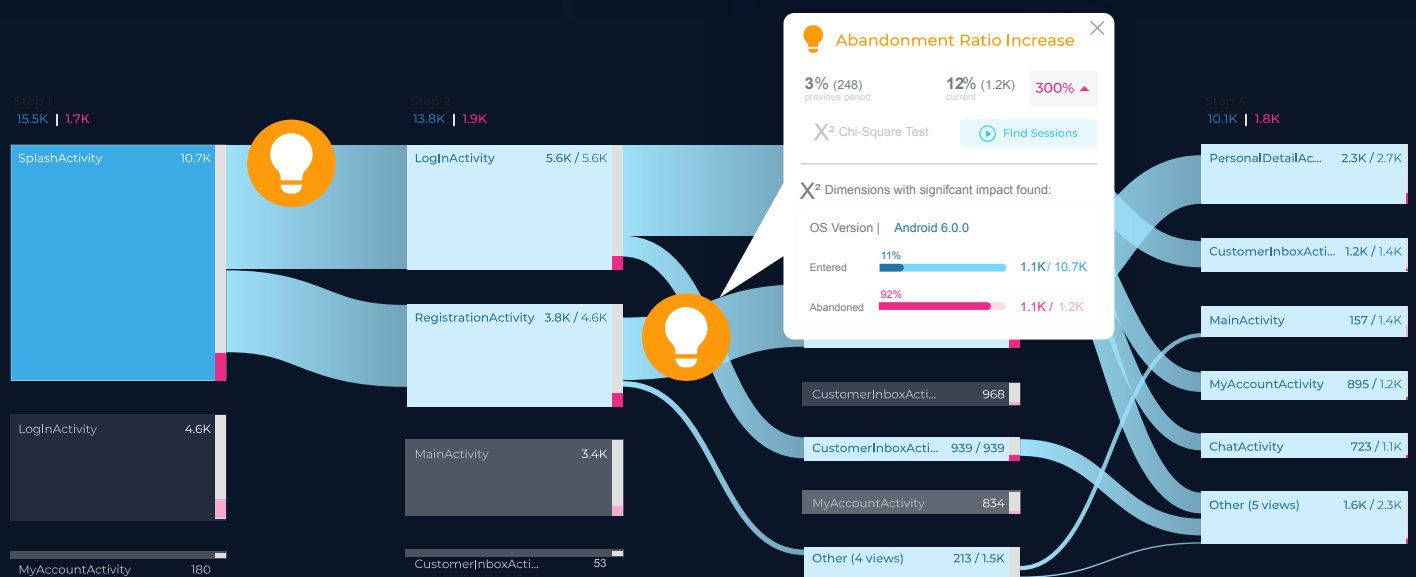 Step 1
15.5K | 1.7K
SplashActivity 10.7K
LogInActivity 4.6K
MyAccountActivity 180
Step 2
13.8K | 1.9K
LogInActivity 5.6K / 5.6K
RegistrationActivity 3.8K / 4.6K
MainActivity 3.4K
CustomerInboxActi... 53
Abandonment Ratio Increase
3% (248)
previous period
12% (1.2K)
current
300%
X² Chi-Square Test
Find Sessions
X² Dimensions with signifcant impact found:
OS Version | Android 6.0.0
11%
Entered 1.1K/ 10.7K
92%
Abandoned 1.1K / 1.2K
CustomerInboxActi... 968
CustomerInboxActi... 939 / 939
MyAccountActivity 834
Other (4 views) 213 / 1.5K
Step 4
10.1K | 1.8K
PersonalDetailAc... 2.3K / 2.7K
CustomerInboxActi... 1.2K / 1.4K
MainActivity 157 / 1.4K
MyAccountActivity 895 / 1.2K
ChatActivity 723 / 1.1K
Other (5 views) 1.6K / 2.3K